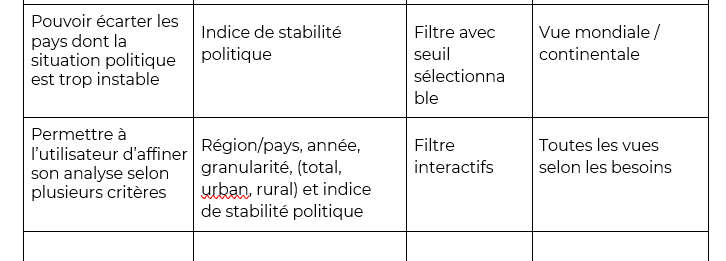 Pouvoir écarter les
pays dont la
situation politique
est trop instable
Indice de stabilité
politique
Filtre avec
seuil
sélectionna
ble
Vue mondiale /
continentale
Permettre à
l'utilisateur d'affiner
son analyse selon
plusieurs critères
Région/pays, année,
granularité, (total,
urban, rural) et indice
de stabilité politique
Filtre
interactifs
Toutes les vues
selon les besoins